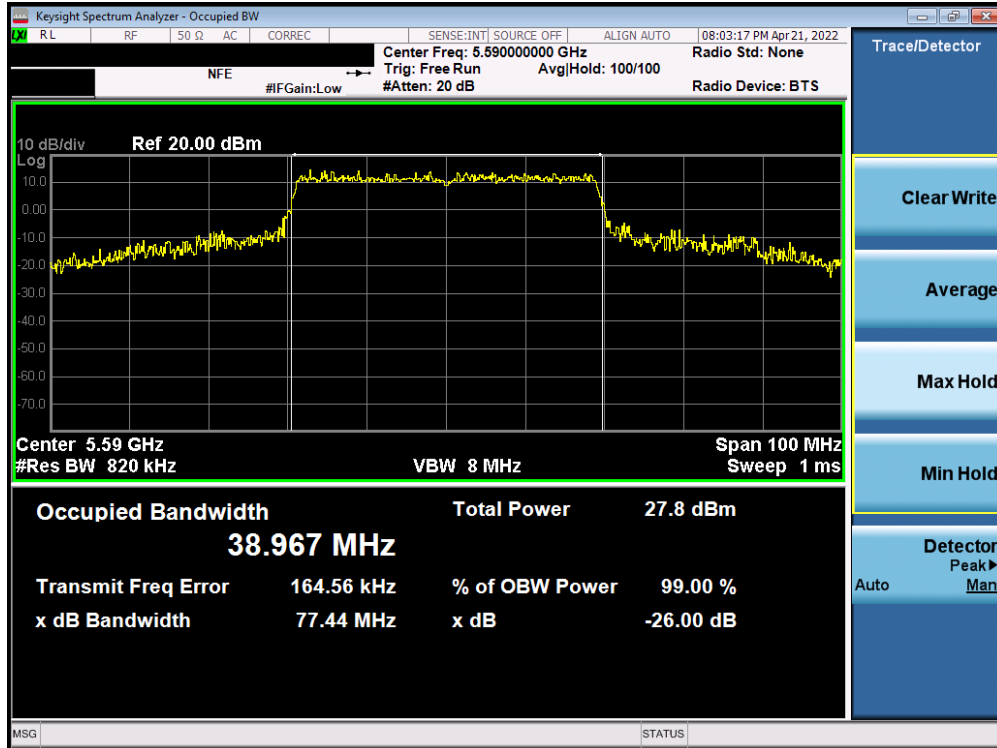 Keysight Spectrum Analyzer - Occupied BW
LXI RL RF 50 Ω AC CORREC SENSE:INT SOURCE OFF ALIGN AUTO 08:03:17 PM Apr 21, 2022
NFE #IFGain:Low
Center Freq: 5.590000000 GHz Radio Std: None
Trig: Free Run Avg|Hold: 100/100
#Atten: 20 dB Radio Device: BTS
10 dB/div Ref 20.00 dBm
Log
10.0
0.00
-10.0
-20.0
-30.0
-40.0
-50.0
-60.0
-70.0
Center 5.59 GHz Span 100 MHz
#Res BW 820 kHz VBW 8 MHz Sweep 1 ms
Occupied Bandwidth Total Power 27.8 dBm
38.967 MHz
Transmit Freq Error 164.56 kHz % of OBW Power 99.00 %
x dB Bandwidth 77.44 MHz x dB -26.00 dB
Trace/Detector
Clear Write
Average
Max Hold
Min Hold
Detector
Peak▶
Auto Man
MSG STATUS